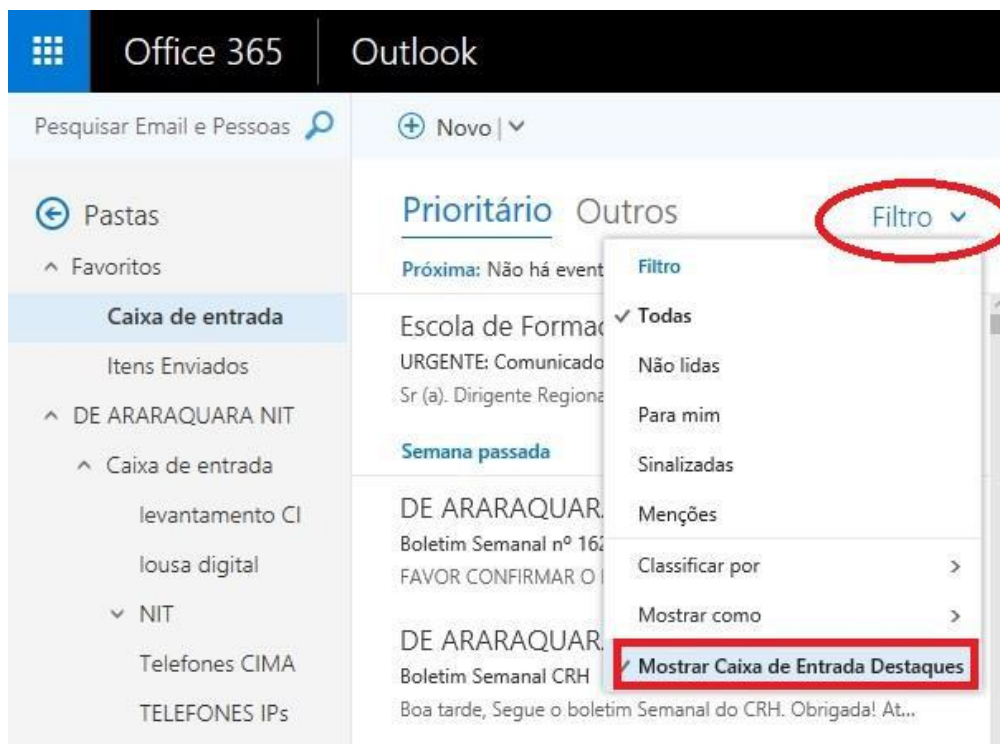 Office 365 Outlook
Pesquisar Email e Pessoas
Novo
Pastas
Favoritos
Caixa de entrada
Itens Enviados
DE ARARAQUARA NIT
Caixa de entrada
levantamento CI
lousa digital
NIT
Telefones CIMA
TELEFONES IPs
Prioritário Outros
Filtro
Próxima: Não há event
Escola de Formaç
URGENTE: Comunicado
Sr (a). Dirigente Regiona
Semana passada
DE ARARAQUAR
Boletim Semanal nº 162
FAVOR CONFIRMAR O
DE ARARAQUAR
Boletim Semanal CRH
Boa tarde, Segue o boletim Semanal do CRH. Obrigada! At...
Filtro
Todas
Não lidas
Para mim
Sinalizadas
Menções
Classificar por
Mostrar como
Mostrar Caixa de Entrada Destaques